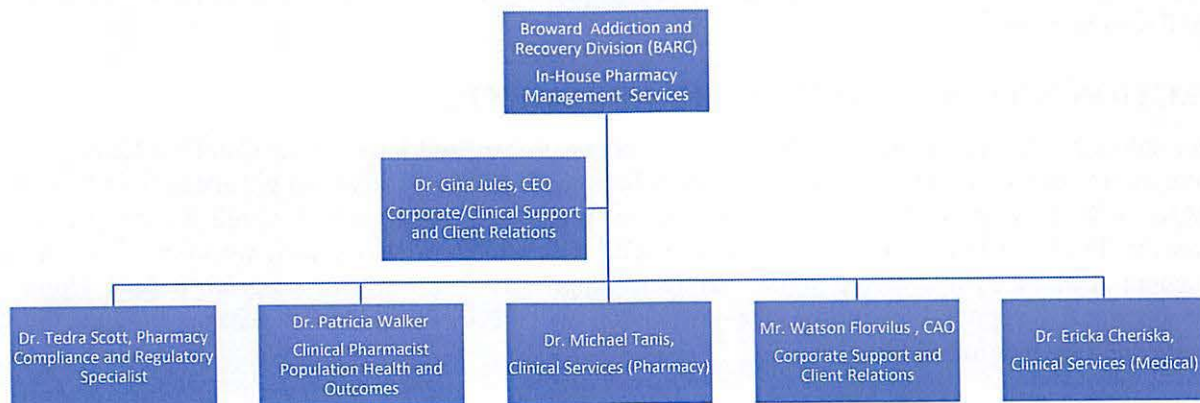 Broward Addiction and
Recovery Division (BARC)
In-House Pharmacy
Management Services
Dr. Gina Jules, CEO
Corporate/Clinical Support
and Client Relations
Dr. Tedra Scott, Pharmacy
Compliance and Regulatory
Specialist
Dr. Patricia Walker
Clinical Pharmacist
Population Health and
Outcomes
Dr. Michael Tanis,
Clinical Services (Pharmacy)
Mr. Watson Florvilus , CAO
Corporate Support and
Client Relations
Dr. Ericka Cheriska,
Clinical Services (Medical)